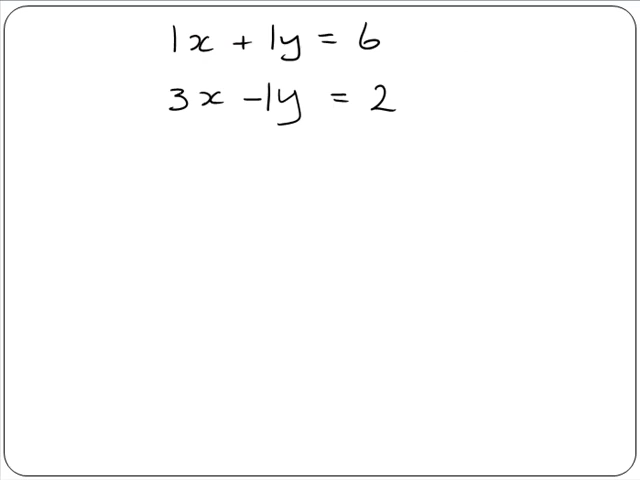 1x + 1y = 6
3x - 1y = 2